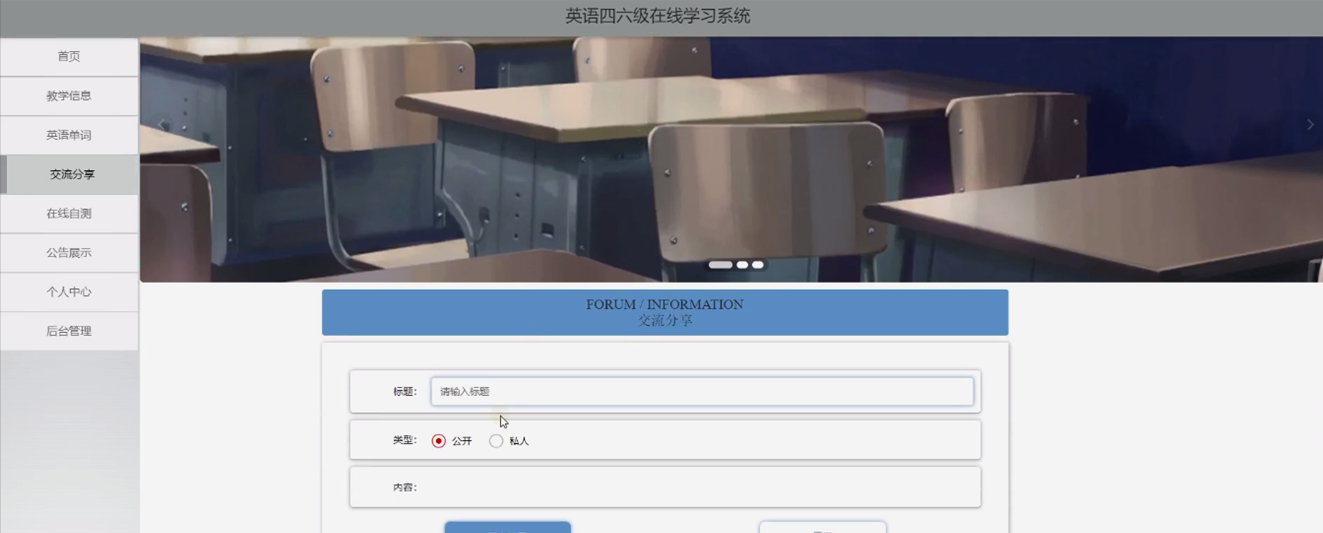 英语四六级在线学习系统
首页
教学信息
英语单词
交流分享
在线自测
公告展示
个人中心
后台管理
FORUM / INFORMATION
交流分享
标题：
请输入标题
类型：
公开
私人
内容：